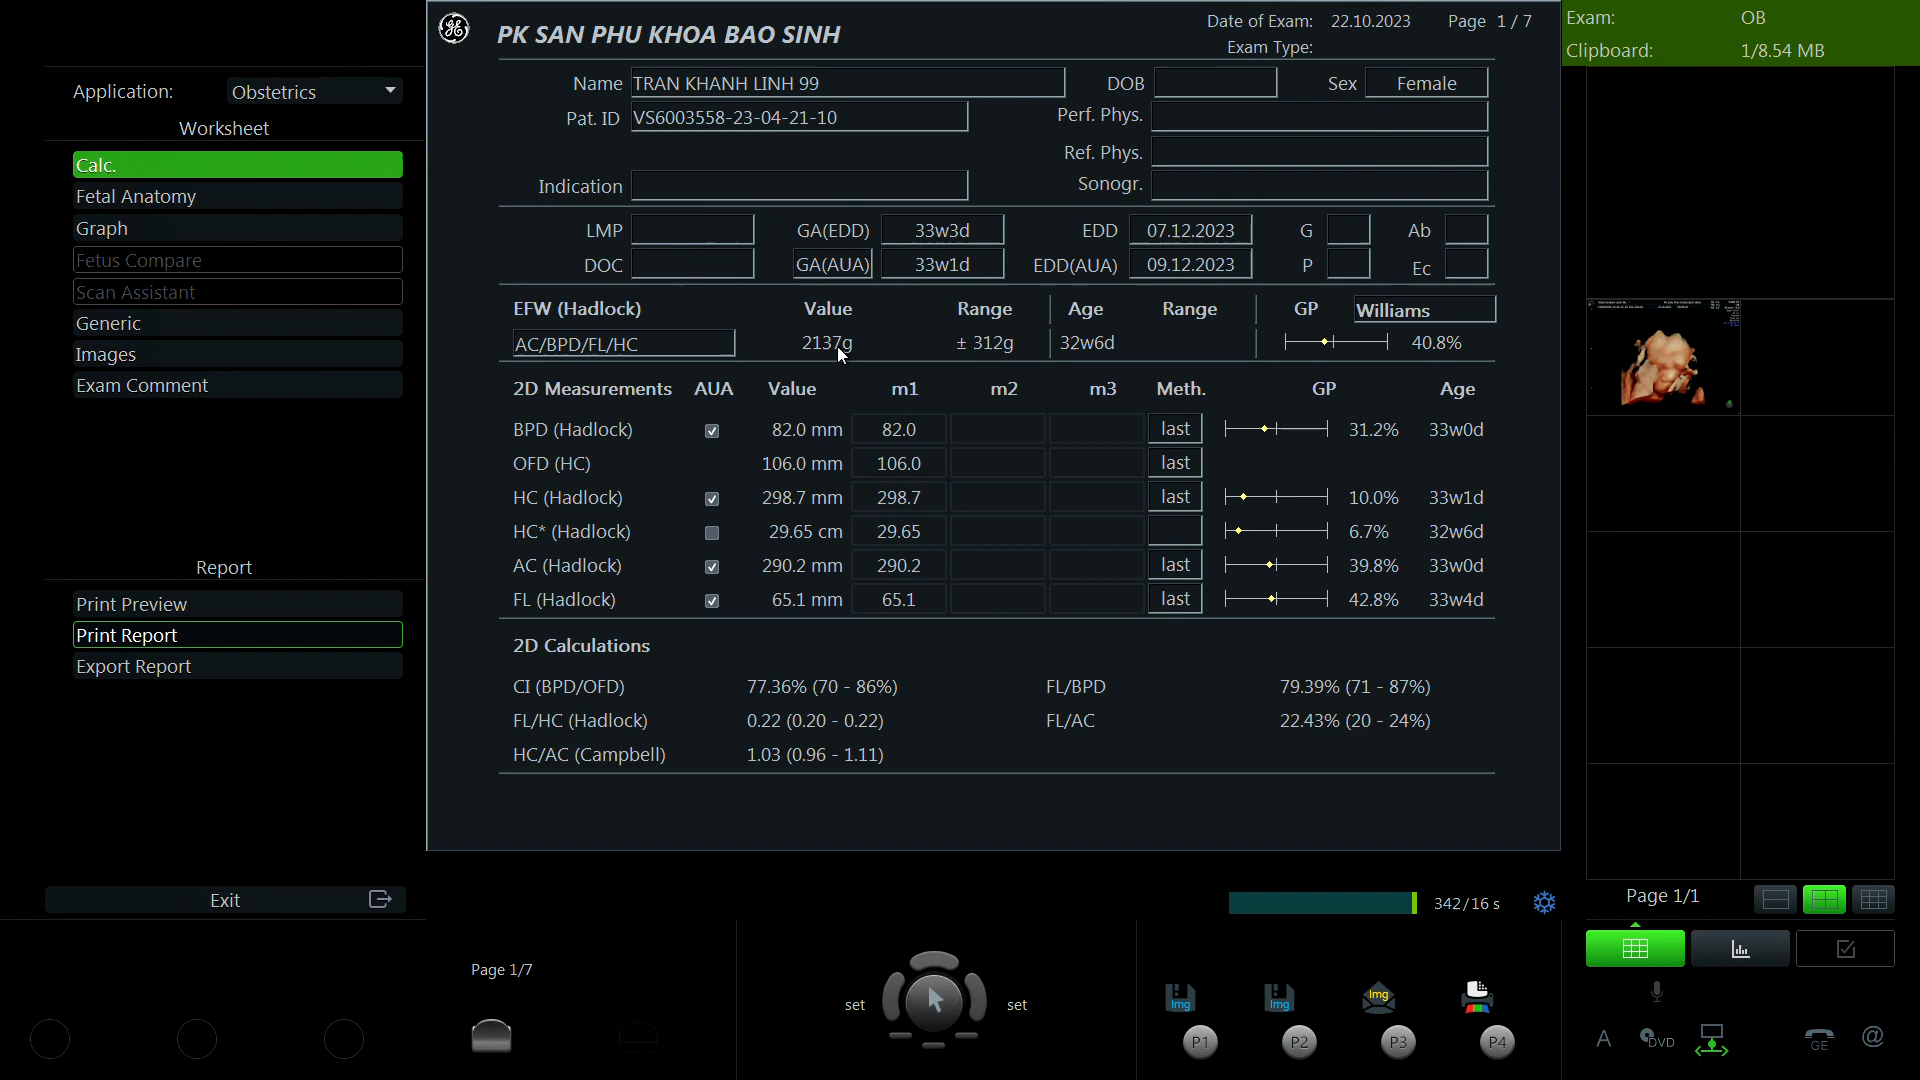 PK SAN PHU KHOA BAO SINH
Date of Exam: 22.10.2023 Page 1 / 7
Exam Type:
Exam: OB
Clipboard: 1/8.54 MB
Application: Obstetrics
Worksheet
Calc.
Fetal Anatomy
Graph
Fetus Compare
Scan Assistant
Generic
Images
Exam Comment
Report
Print Preview
Print Report
Export Report
Exit
Name TRAN KHANH LINH 99 DOB Sex Female
Pat. ID VS6003558-23-04-21-10 Perf. Phys.
Ref. Phys.
Indication Sonogr.
LMP GA(EDD) 33w3d EDD 07.12.2023 G Ab
DOC GA(AUA) 33w1d EDD(AUA) 09.12.2023 P Ec
EFW (Hadlock) Value Range Age Range GP Williams
AC/BPD/FL/HC 2137g ± 312g 32w6d 40.8%
2D Measurements AUA Value m1 m2 m3 Meth. GP Age
BPD (Hadlock) 82.0 mm 82.0 last 31.2% 33w0d
OFD (HC) 106.0 mm 106.0 last
HC (Hadlock) 298.7 mm 298.7 last 10.0% 33w1d
HC* (Hadlock) 29.65 cm 29.65 6.7% 32w6d
AC (Hadlock) 290.2 mm 290.2 last 39.8% 33w0d
FL (Hadlock) 65.1 mm 65.1 last 42.8% 33w4d
2D Calculations
CI (BPD/OFD) 77.36% (70 - 86%) FL/BPD 79.39% (71 - 87%)
FL/HC (Hadlock) 0.22 (0.20 - 0.22) FL/AC 22.43% (20 - 24%)
HC/AC (Campbell) 1.03 (0.96 - 1.11)
342/16 s
Page 1/1
Page 1/7
set set
Img Img Img
P1 P2 P3 P4
A DVD GE @